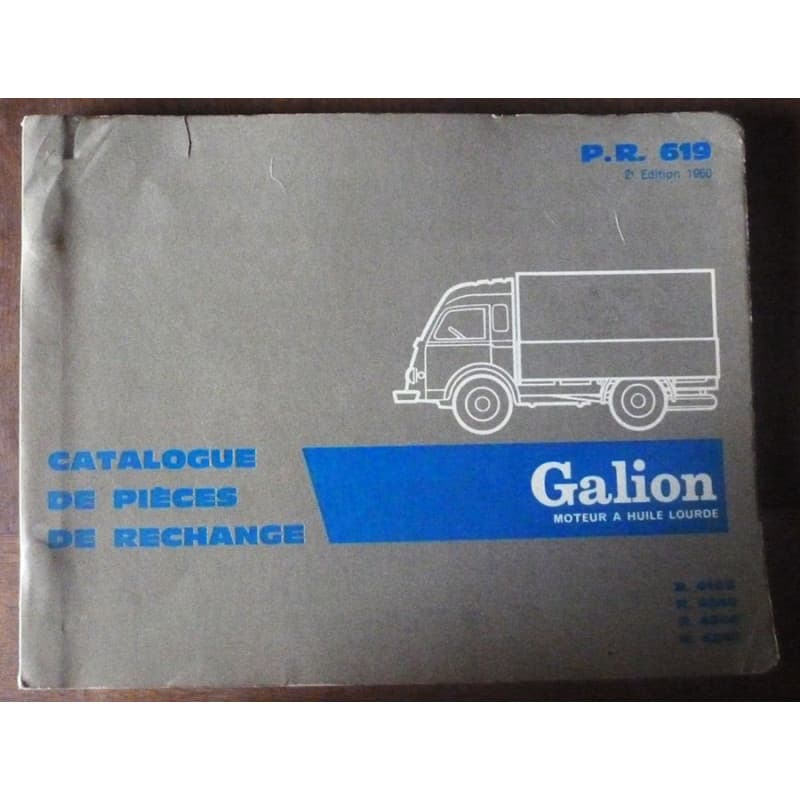 P.R. 619
2e Edition 1960
CATALOGUE
DE PIÈCES
DE RECHANGE
Galion
MOTEUR A HUILE LOURDE